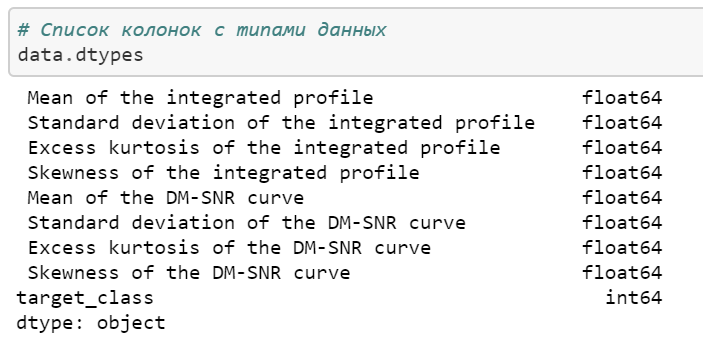 # Список колонок с типами данных
data.dtypes
Mean of the integrated profile float64
Standard deviation of the integrated profile float64
Excess kurtosis of the integrated profile float64
Skewness of the integrated profile float64
Mean of the DM-SNR curve float64
Standard deviation of the DM-SNR curve float64
Excess kurtosis of the DM-SNR curve float64
Skewness of the DM-SNR curve float64
target_class int64
dtype: object